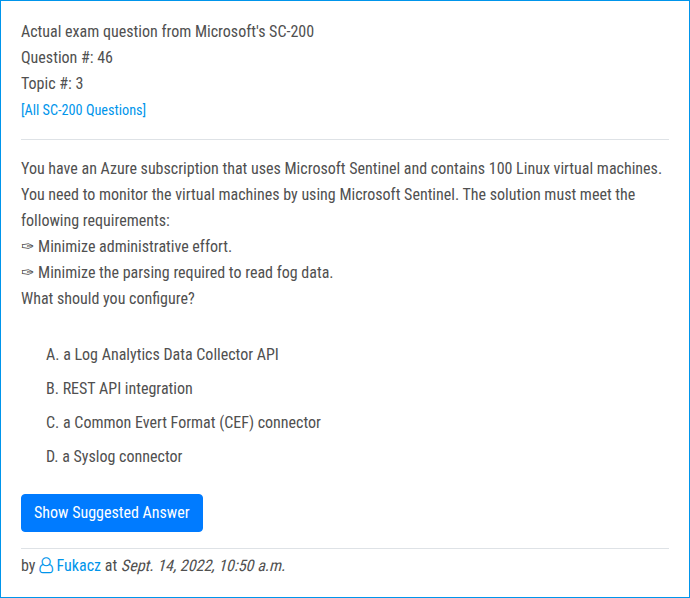 Actual exam question from Microsoft's SC-200
Question #: 46
Topic #: 3
[All SC-200 Questions]
You have an Azure subscription that uses Microsoft Sentinel and contains 100 Linux virtual machines.
You need to monitor the virtual machines by using Microsoft Sentinel. The solution must meet the
following requirements:
✑ Minimize administrative effort.
✑ Minimize the parsing required to read fog data.
What should you configure?
A. a Log Analytics Data Collector API
B. REST API integration
C. a Common Evert Format (CEF) connector
D. a Syslog connector
Show Suggested Answer
by Fukacz at Sept. 14, 2022, 10:50 a.m.